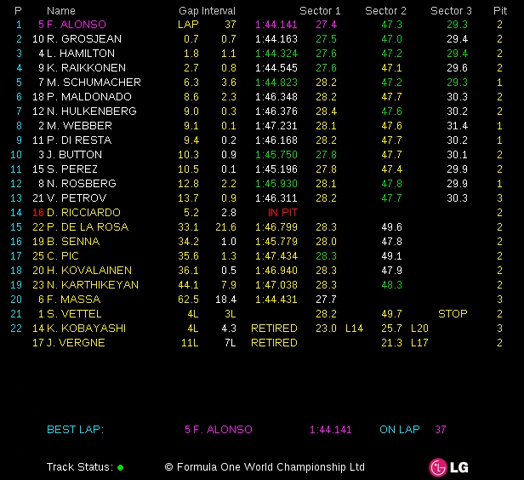 P Name Gap Interval Sector 1 Sector 2 Sector 3 Pit
1 5 F. ALONSO LAP 37 1:44.141 27.4 47.3 29.3 2
2 10 R. GROSJEAN 0.7 0.7 1:44.163 27.5 47.0 29.4 2
3 4 L. HAMILTON 1.8 1.1 1:44.324 27.6 47.2 29.4 2
4 9 K. RAIKKONEN 2.7 0.8 1:44.545 27.6 47.1 29.6 2
5 7 M. SCHUMACHER 6.3 3.6 1:44.823 28.2 47.2 29.3 1
6 18 P. MALDONADO 8.6 2.3 1:46.348 28.2 47.7 30.3 2
7 12 N. HULKENBERG 9.0 0.3 1:46.376 28.4 47.6 30.2 2
8 2 M. WEBBER 9.1 0.1 1:47.231 28.1 47.6 31.4 1
9 11 P. DI RESTA 9.4 0.2 1:46.168 28.2 47.7 29.2 1
10 3 J. BUTTON 10.3 0.9 1:45.750 27.8 47.7 30.1 2
11 15 S. PEREZ 10.5 0.1 1:45.196 27.8 47.4 29.9 2
12 8 N. ROSBERG 12.8 2.2 1:45.930 28.1 47.8 29.9 1
13 21 V. PETROV 13.7 0.9 1:46.311 28.2 47.7 30.3 3
14 16 D. RICCIARDO 5.2 2.8 IN PIT 2
15 22 P. DE LA ROSA 33.1 21.6 1:46.799 28.3 49.6 2
16 19 B. SENNA 34.2 1.0 1:45.779 28.0 47.8 2
17 25 C. PIC 35.6 1.3 1:47.434 28.3 49.1 2
18 20 H. KOVALAINEN 36.1 0.5 1:46.940 28.3 47.9 2
19 23 N. KARTHIKEYAN 44.1 7.9 1:47.038 28.3 48.3 2
20 6 F. MASSA 62.5 18.4 1:44.431 27.7 3
21 1 S. VETTEL 4L 3L 28.2 49.7 STOP 2
22 14 K. KOBAYASHI 4L 4.3 RETIRED 23.0 L14 25.7 L20 3
17 J. VERGNE 11L 7L RETIRED 21.3 L17 2
BEST LAP: 5 F. ALONSO 1:44.141 ON LAP 37
Track Status: © Formula One World Championship Ltd LG